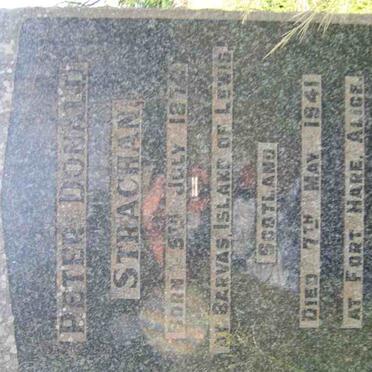 PETER DONALD
STRACHAN,
BORN 5TH JULY
AT BARVAS, ISLAND OF LEWIS,
SCOTLAND
DIED 7TH MAY 1941
AT FORT HARE, ALICE.